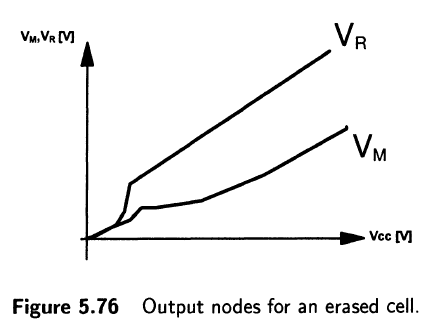 VM,VR [V]
VR
VM
Vcc [V]
Figure 5.76 Output nodes for an erased cell.